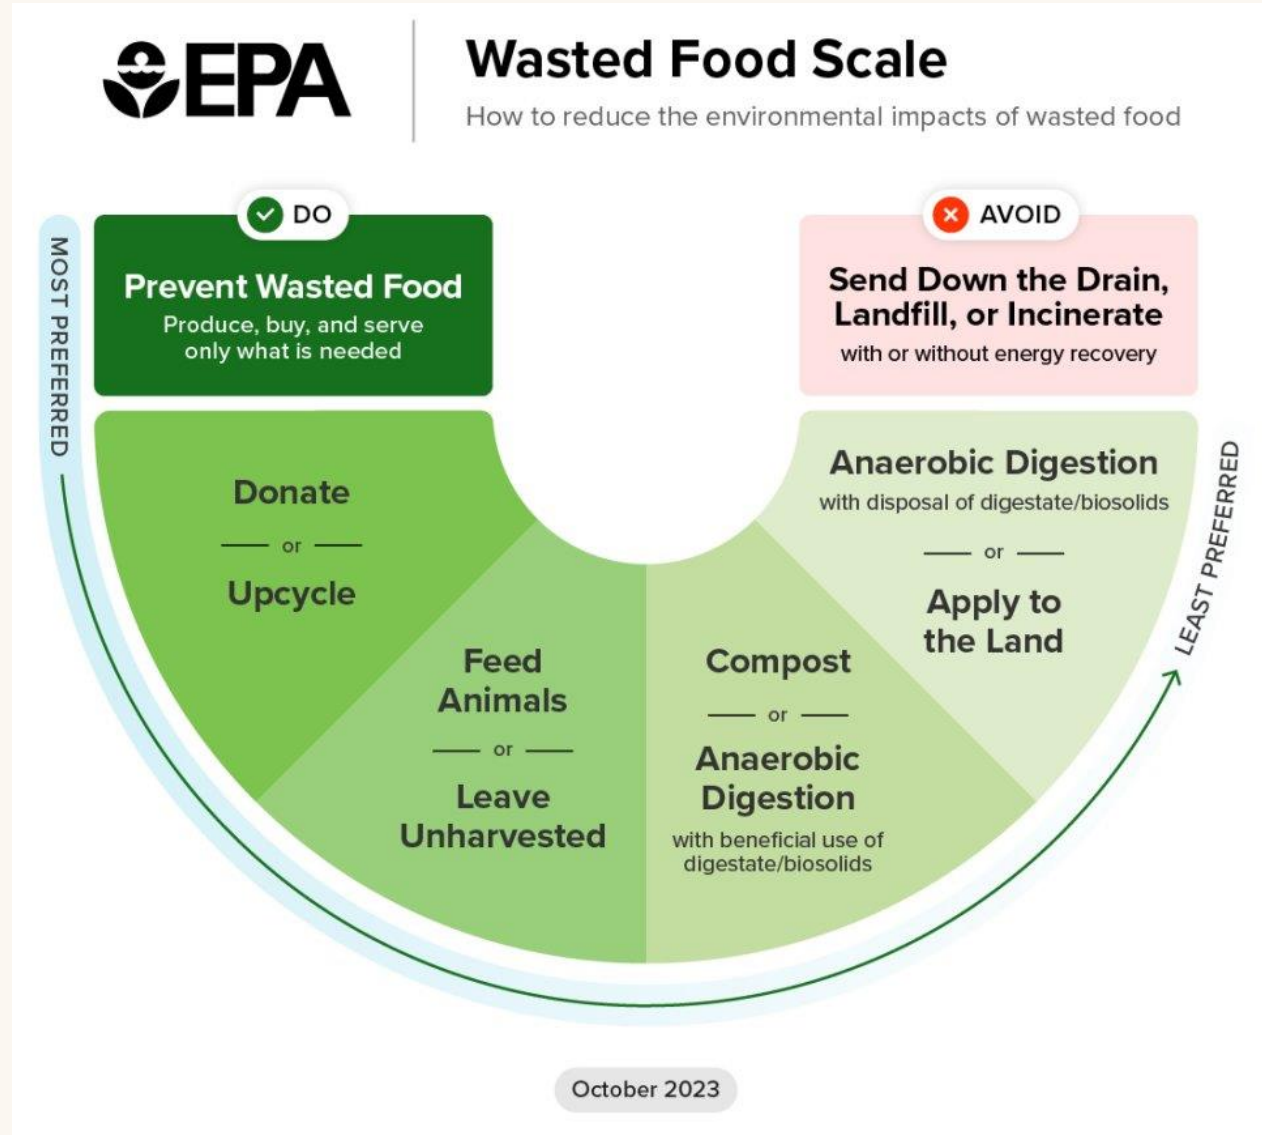 EPA
Wasted Food Scale
How to reduce the environmental impacts of wasted food
MOST PREFERRED
DO
Prevent Wasted Food
Produce, buy, and serve
only what is needed
Donate
or
Upcycle
Feed
Animals
or
Leave
Unharvested
Compost
or
Anaerobic
Digestion
with beneficial use of
digestate/biosolids
Anaerobic Digestion
with disposal of digestate/biosolids
or
Apply to
the Land
AVOID
Send Down the Drain,
Landfill, or Incinerate
with or without energy recovery
LEAST PREFERRED
October 2023